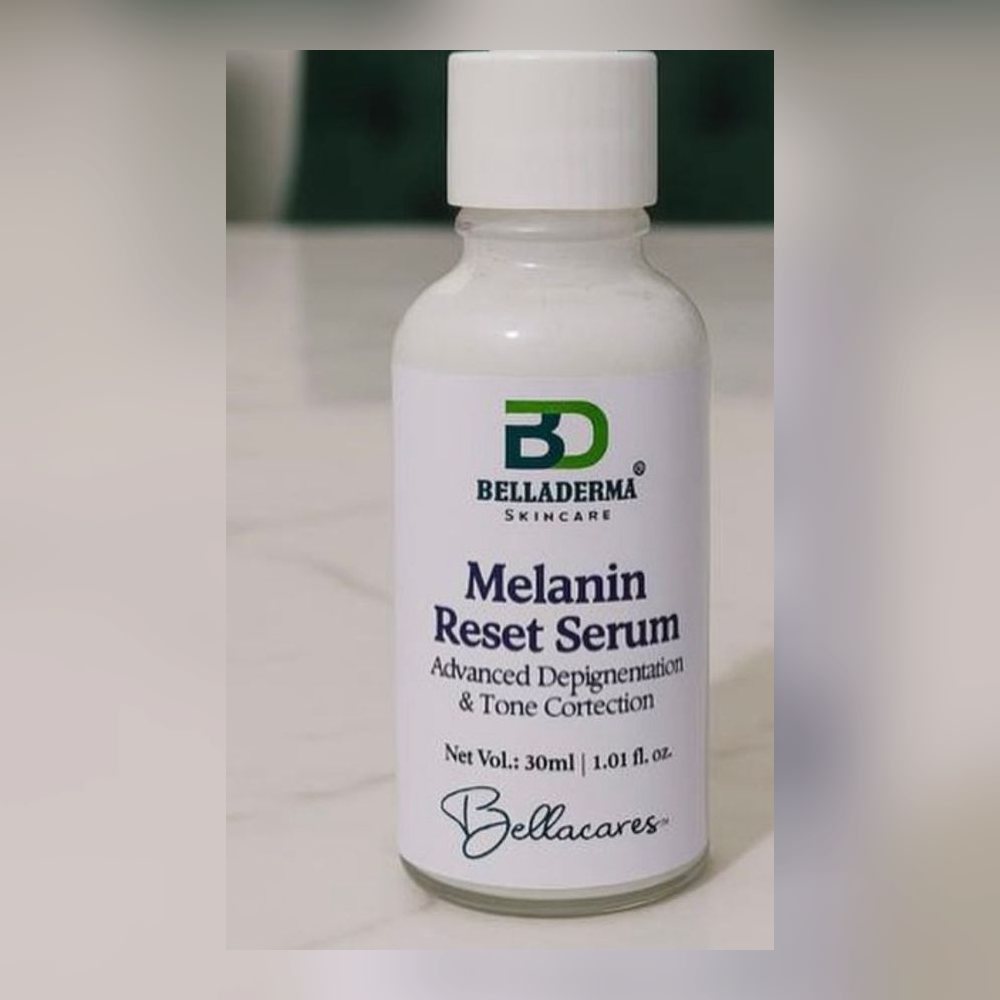 BD
BELLADERMA®
SKINCARE
Melanin
Reset Serum
Advanced Depignentation
& Tone Cortection
Net Vol.: 30ml | 1.01 fl. oz.
Bellacares™